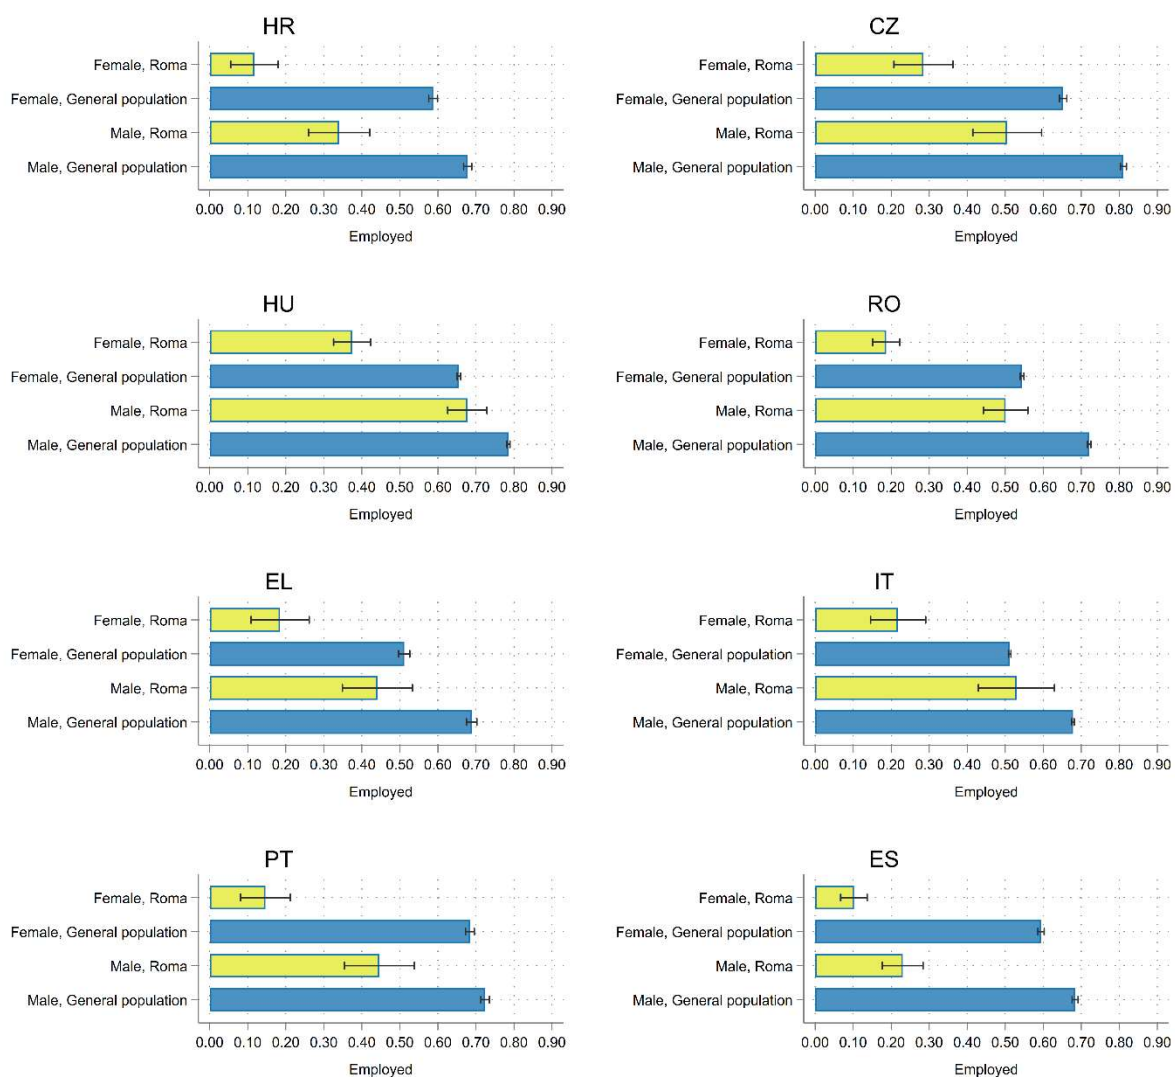 HR
Female, Roma
Female, General population
Male, Roma
Male, General population
0.00 0.10 0.20 0.30 0.40 0.50 0.60 0.70 0.80 0.90
Employed
CZ
Female, Roma
Female, General population
Male, Roma
Male, General population
0.00 0.10 0.20 0.30 0.40 0.50 0.60 0.70 0.80 0.90
Employed
HU
Female, Roma
Female, General population
Male, Roma
Male, General population
0.00 0.10 0.20 0.30 0.40 0.50 0.60 0.70 0.80 0.90
Employed
RO
Female, Roma
Female, General population
Male, Roma
Male, General population
0.00 0.10 0.20 0.30 0.40 0.50 0.60 0.70 0.80 0.90
Employed
EL
Female, Roma
Female, General population
Male, Roma
Male, General population
0.00 0.10 0.20 0.30 0.40 0.50 0.60 0.70 0.80 0.90
Employed
IT
Female, Roma
Female, General population
Male, Roma
Male, General population
0.00 0.10 0.20 0.30 0.40 0.50 0.60 0.70 0.80 0.90
Employed
PT
Female, Roma
Female, General population
Male, Roma
Male, General population
0.00 0.10 0.20 0.30 0.40 0.50 0.60 0.70 0.80 0.90
Employed
ES
Female, Roma
Female, General population
Male, Roma
Male, General population
0.00 0.10 0.20 0.30 0.40 0.50 0.60 0.70 0.80 0.90
Employed